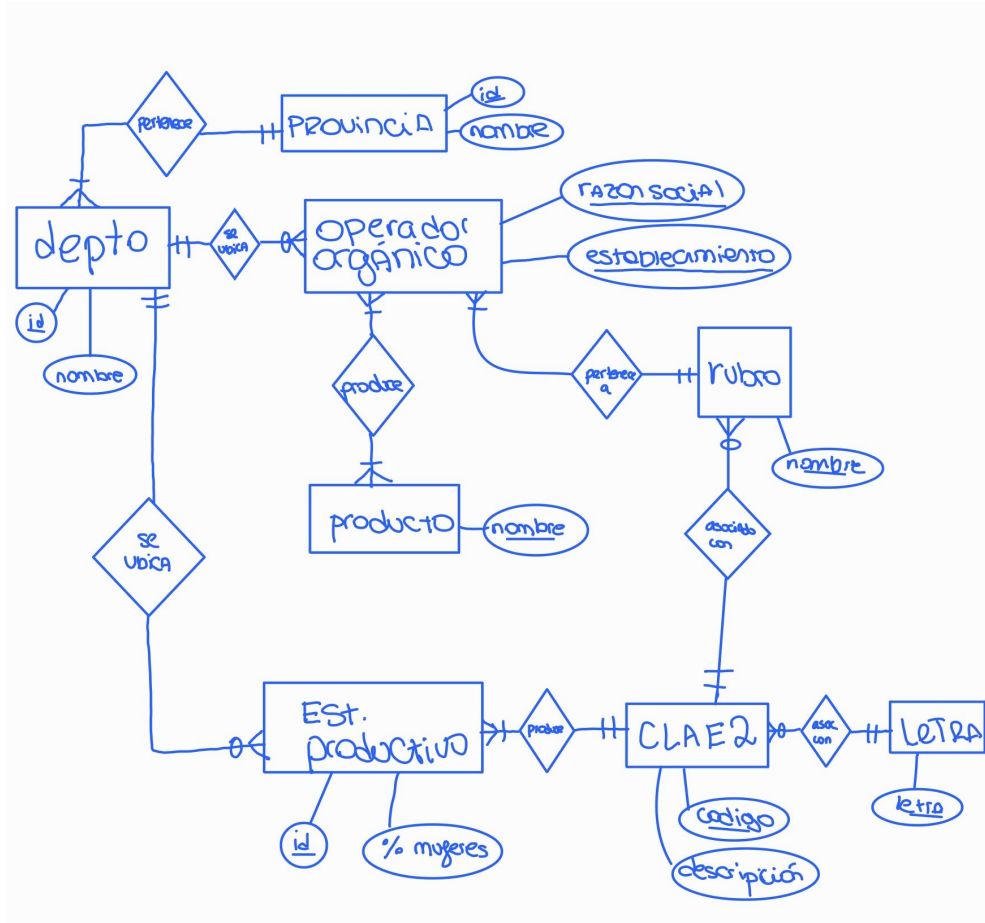 id
pertenece
PROVINCIA
nombre
razon social
depto
se
ubica
operador
orgánico
establecimiento
id
nombre
produce
pertenece
a
rubro
nombre
producto
nombre
asociado
con
se
ubica
Est.
productivo
produce
CLAE2
asoc
con
LETRA
letra
codigo
id
% mujeres
descripción